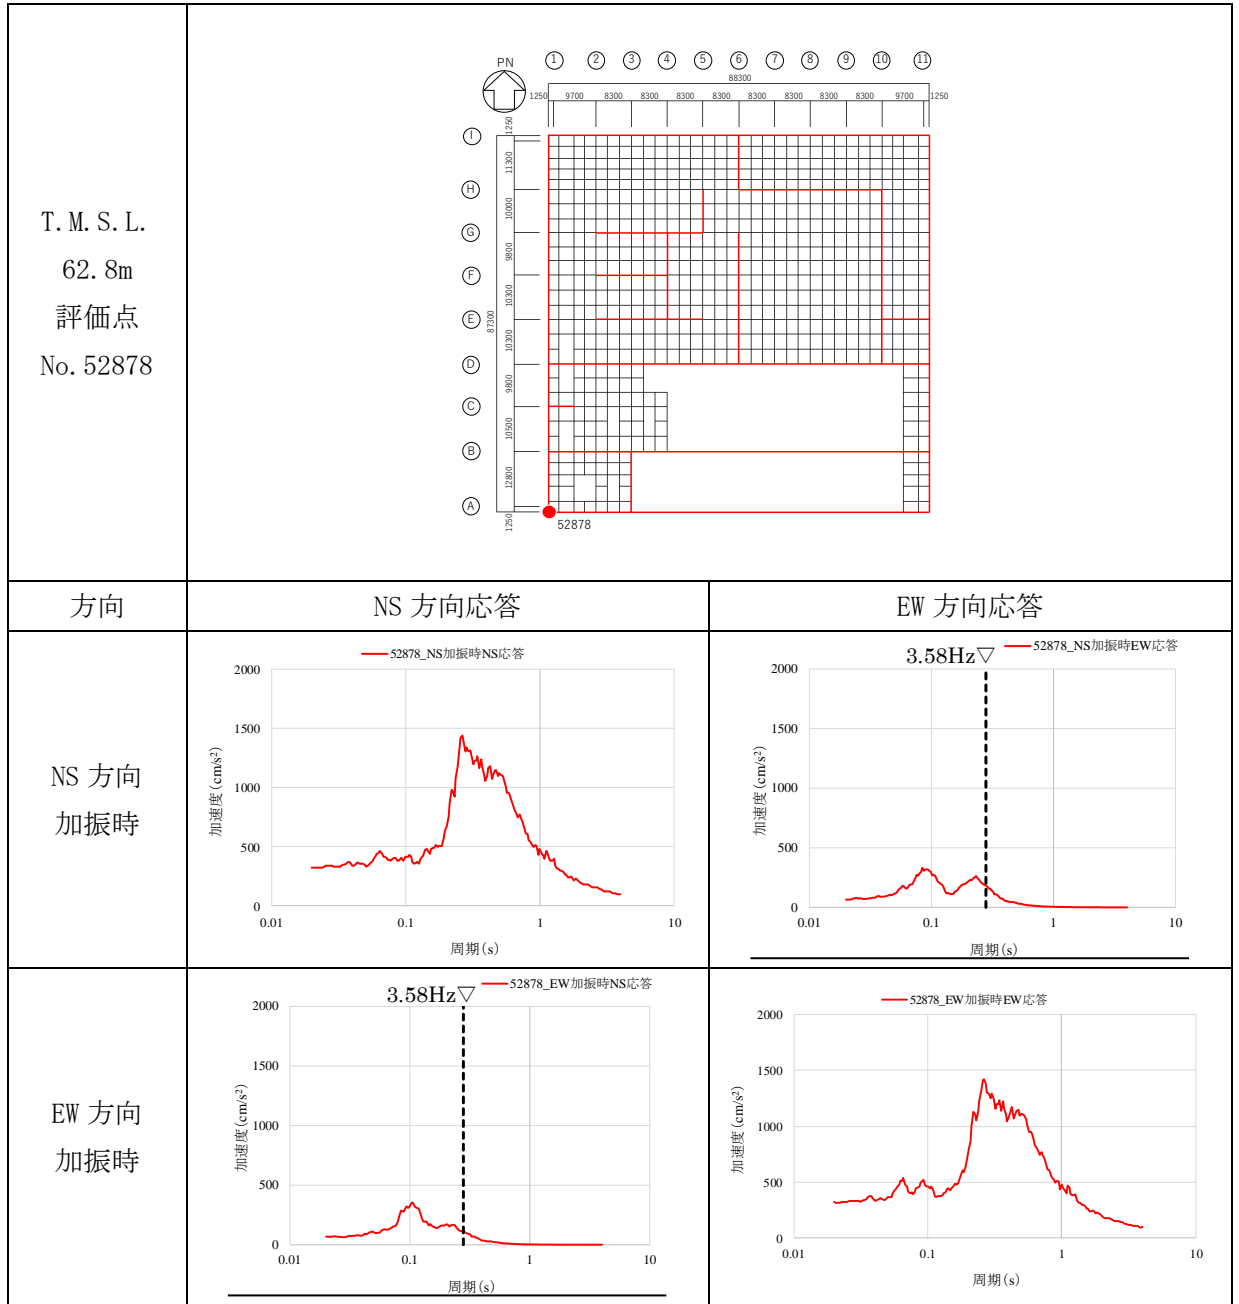 T.M.S.L.
62.8m
評価点
No.52878
PN
1 2 3 4 5 6 7 8 9 10 11
88300
1250 9700 8300 8300 8300 8300 8300 8300 8300 8300 9700 1250
I
H
G
F
E
D
C
B
A
1250
11300
10000
9800
10300
10300
9800
10500
12800
1250
87300
52878
方向
NS 方向応答
EW 方向応答
NS 方向
加振時
52878_NS加振時NS応答
加速度(cm/s²)
2000
1500
1000
500
0
0.01 0.1 1 10
周期(s)
3.58Hz▽
52878_NS加振時EW応答
加速度(cm/s²)
2000
1500
1000
500
0
0.01 0.1 1 10
周期(s)
EW 方向
加振時
3.58Hz▽
52878_EW加振時NS応答
加速度(cm/s²)
2000
1500
1000
500
0
0.01 0.1 1 10
周期(s)
52878_EW加振時EW応答
加速度(cm/s²)
2000
1500
1000
500
0
0.01 0.1 1 10
周期(s)